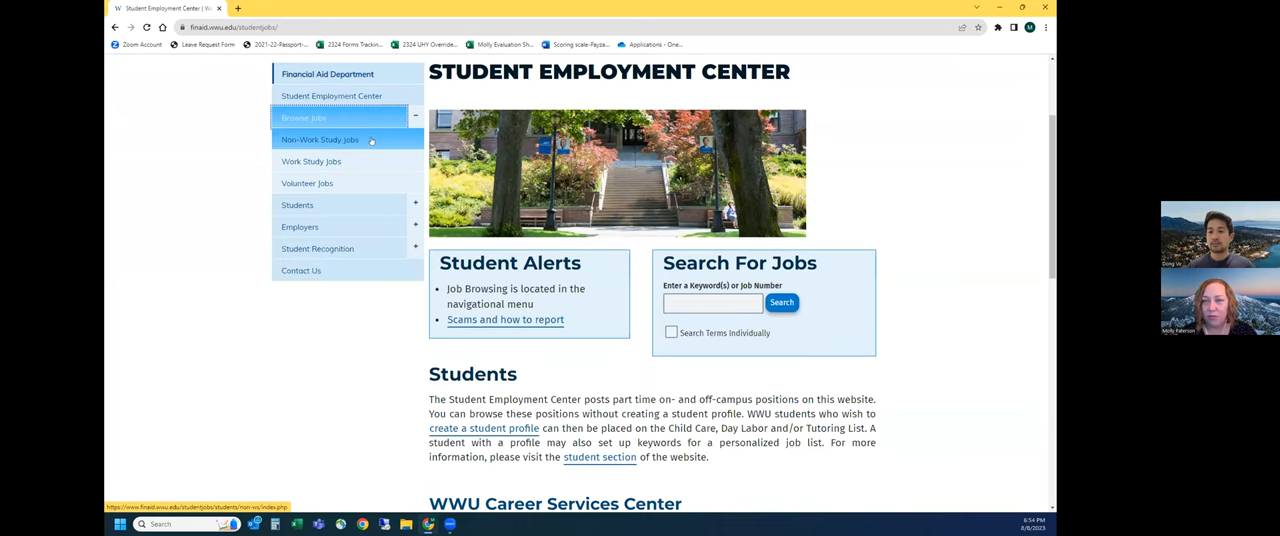 Student Employment Center | W
finaid.wwu.edu/studentjobs/
Zoom Account
Leave Request Form
2021-22-Passport-...
2324 Forms Trackin...
2324 UHY Override...
Molly Evaluation Sh...
Scoring scale-Payza...
Applications - One...
Financial Aid Department
Student Employment Center
Browse Jobs
Non-Work Study Jobs
Work Study Jobs
Volunteer Jobs
Students
Employers
Student Recognition
Contact Us
STUDENT EMPLOYMENT CENTER
Student Alerts
• Job Browsing is located in the
navigational menu
• Scams and how to report
Search For Jobs
Enter a Keyword(s) or Job Number
Search
Search Terms Individually
Students
The Student Employment Center posts part time on- and off-campus positions on this website.
You can browse these positions without creating a student profile. WWU students who wish to
create a student profile can then be placed on the Child Care, Day Labor and/or Tutoring List. A
student with a profile may also set up keywords for a personalized job list. For more
information, please visit the student section of the website.
WWU Career Services Center
https://www.finaid.wwu.edu/studentjobs/students/non-ws/index.php
Search
6:54 PM
8/8/2023
Dong Vo
Molly Paterson